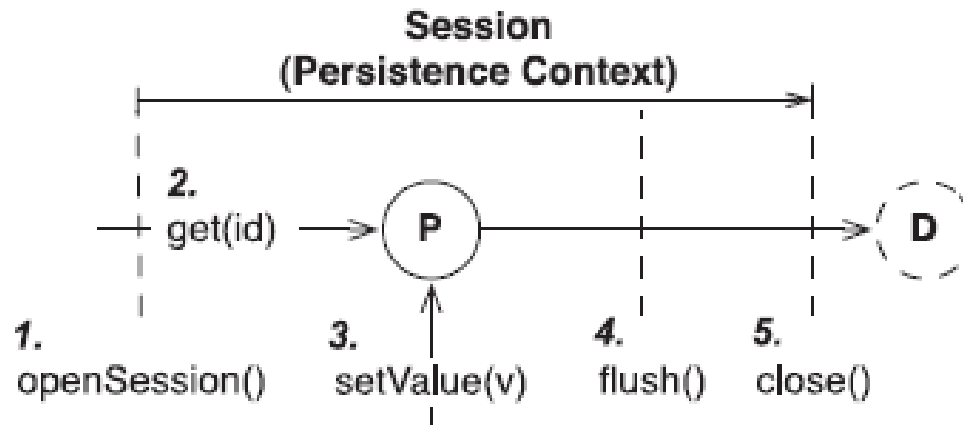 Session
(Persistence Context)
2.
get(id)
P
D
1.
openSession()
3.
setValue(v)
4.
flush()
5.
close()